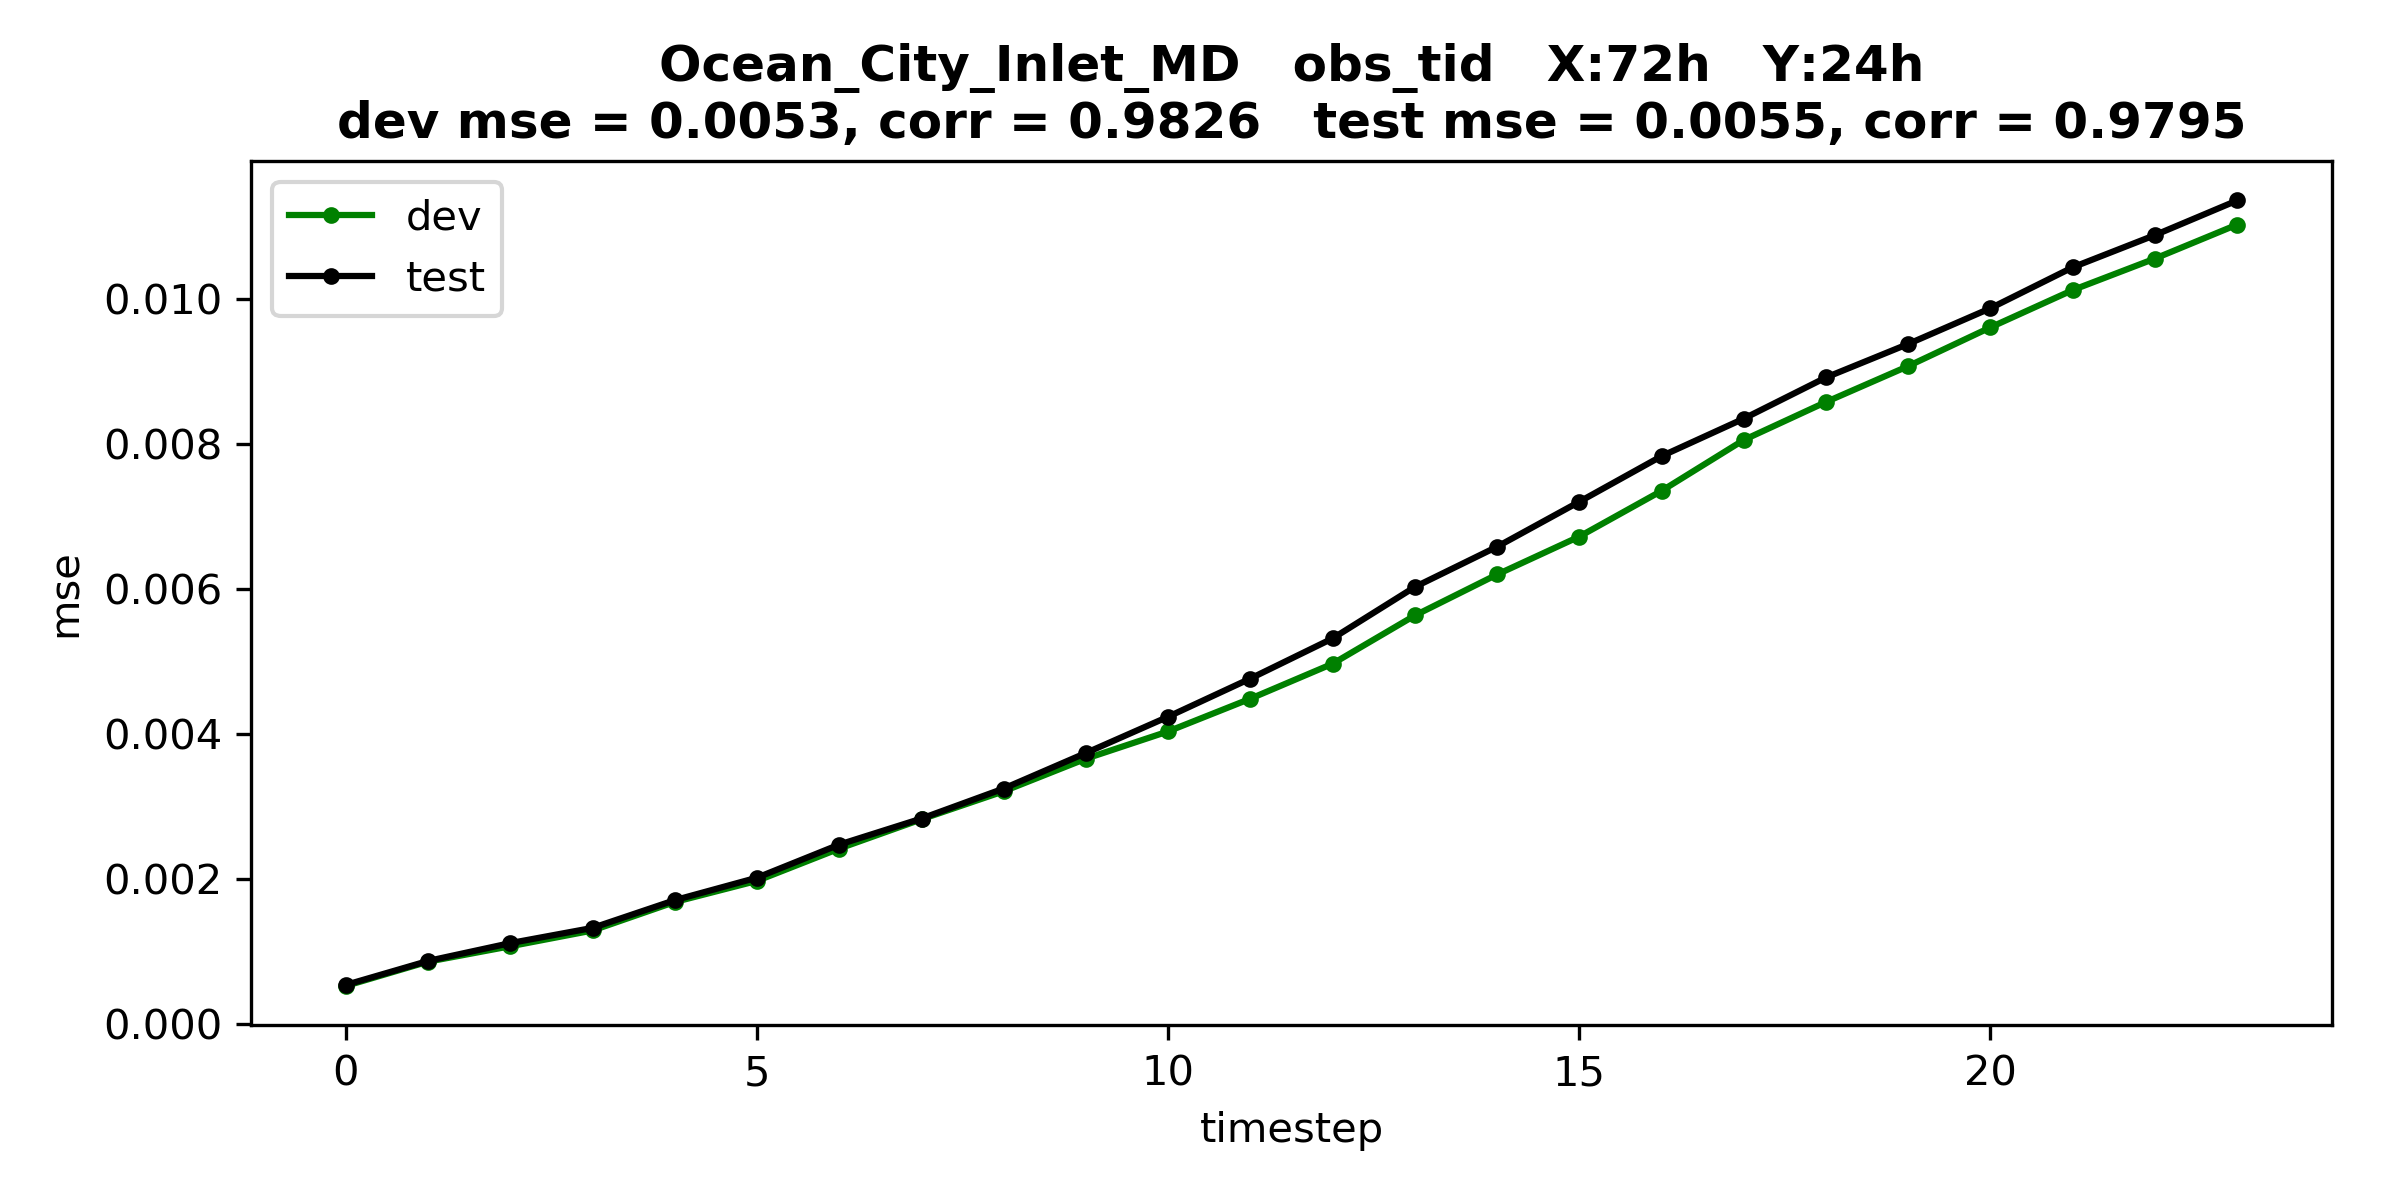 Ocean_City_Inlet_MD   obs_tid   X:72h   Y:24h
dev mse = 0.0053, corr = 0.9826   test mse = 0.0055, corr = 0.9795
dev
test
0.010
0.008
0.006
0.004
0.002
0.000
mse
0 5 10 15 20
timestep